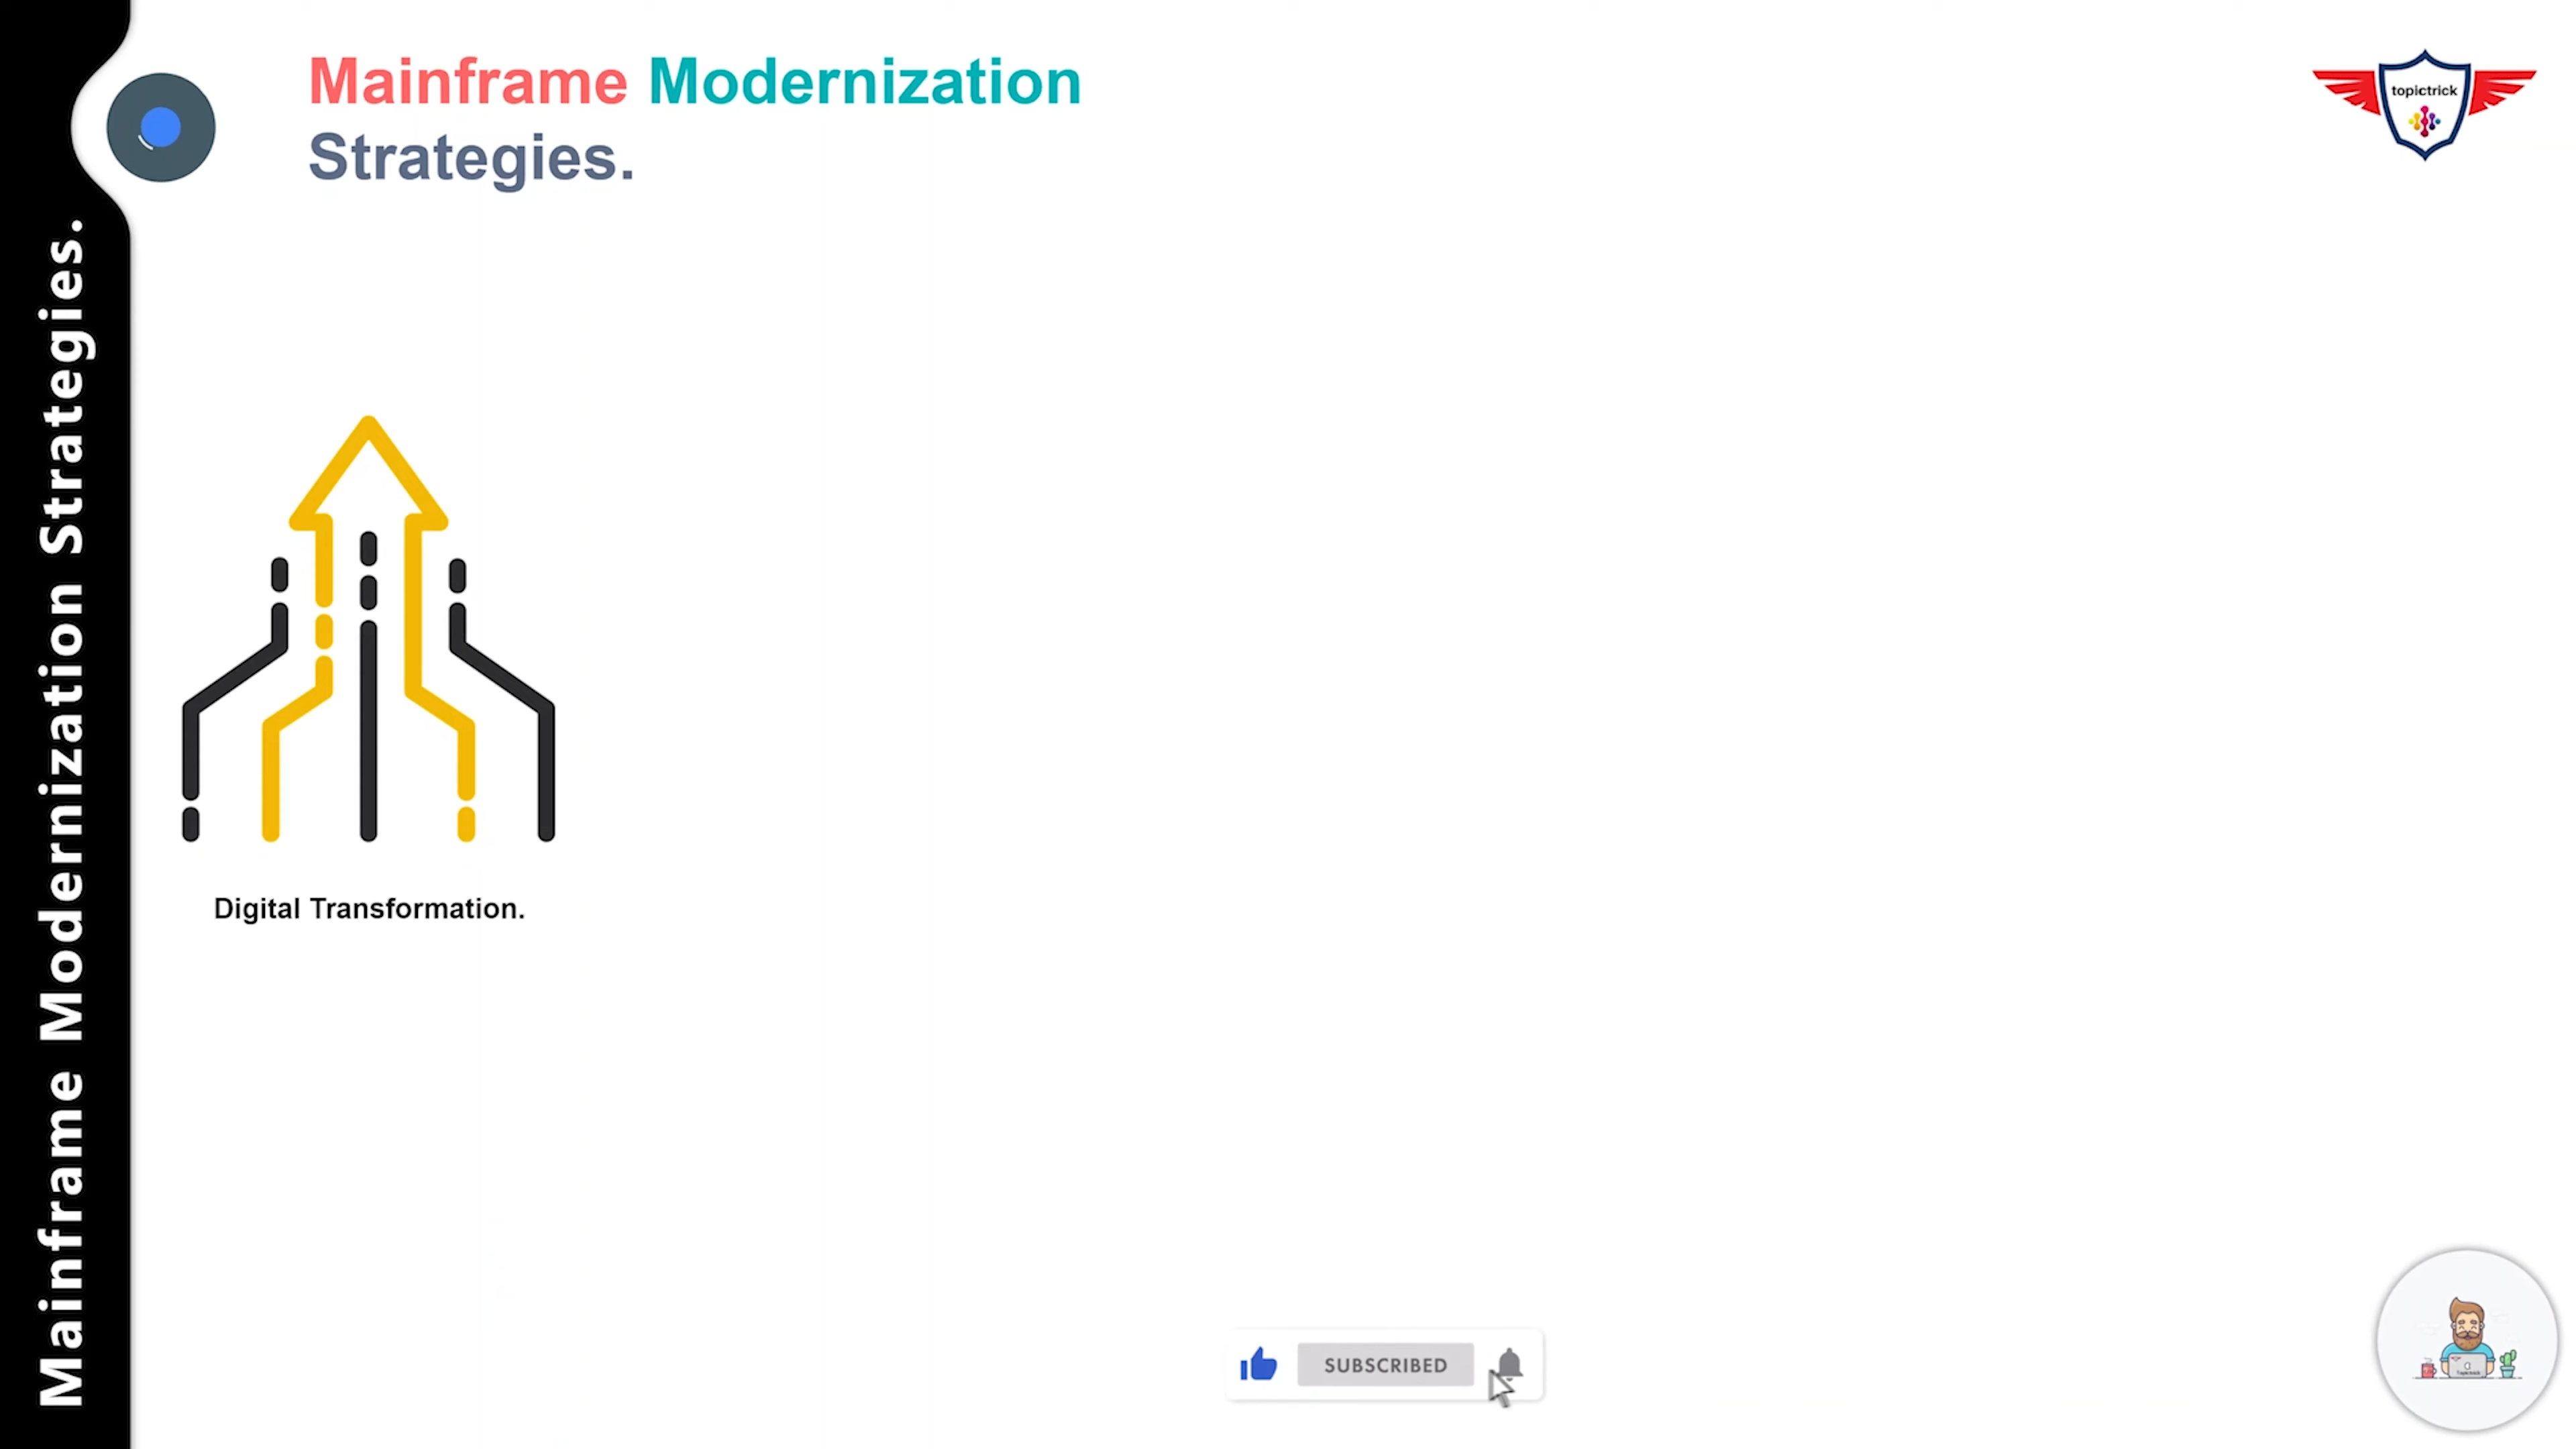 Mainframe Modernization
Strategies.
topictrick
Mainframe Modernization Strategies.
Digital Transformation.
SUBSCRIBED